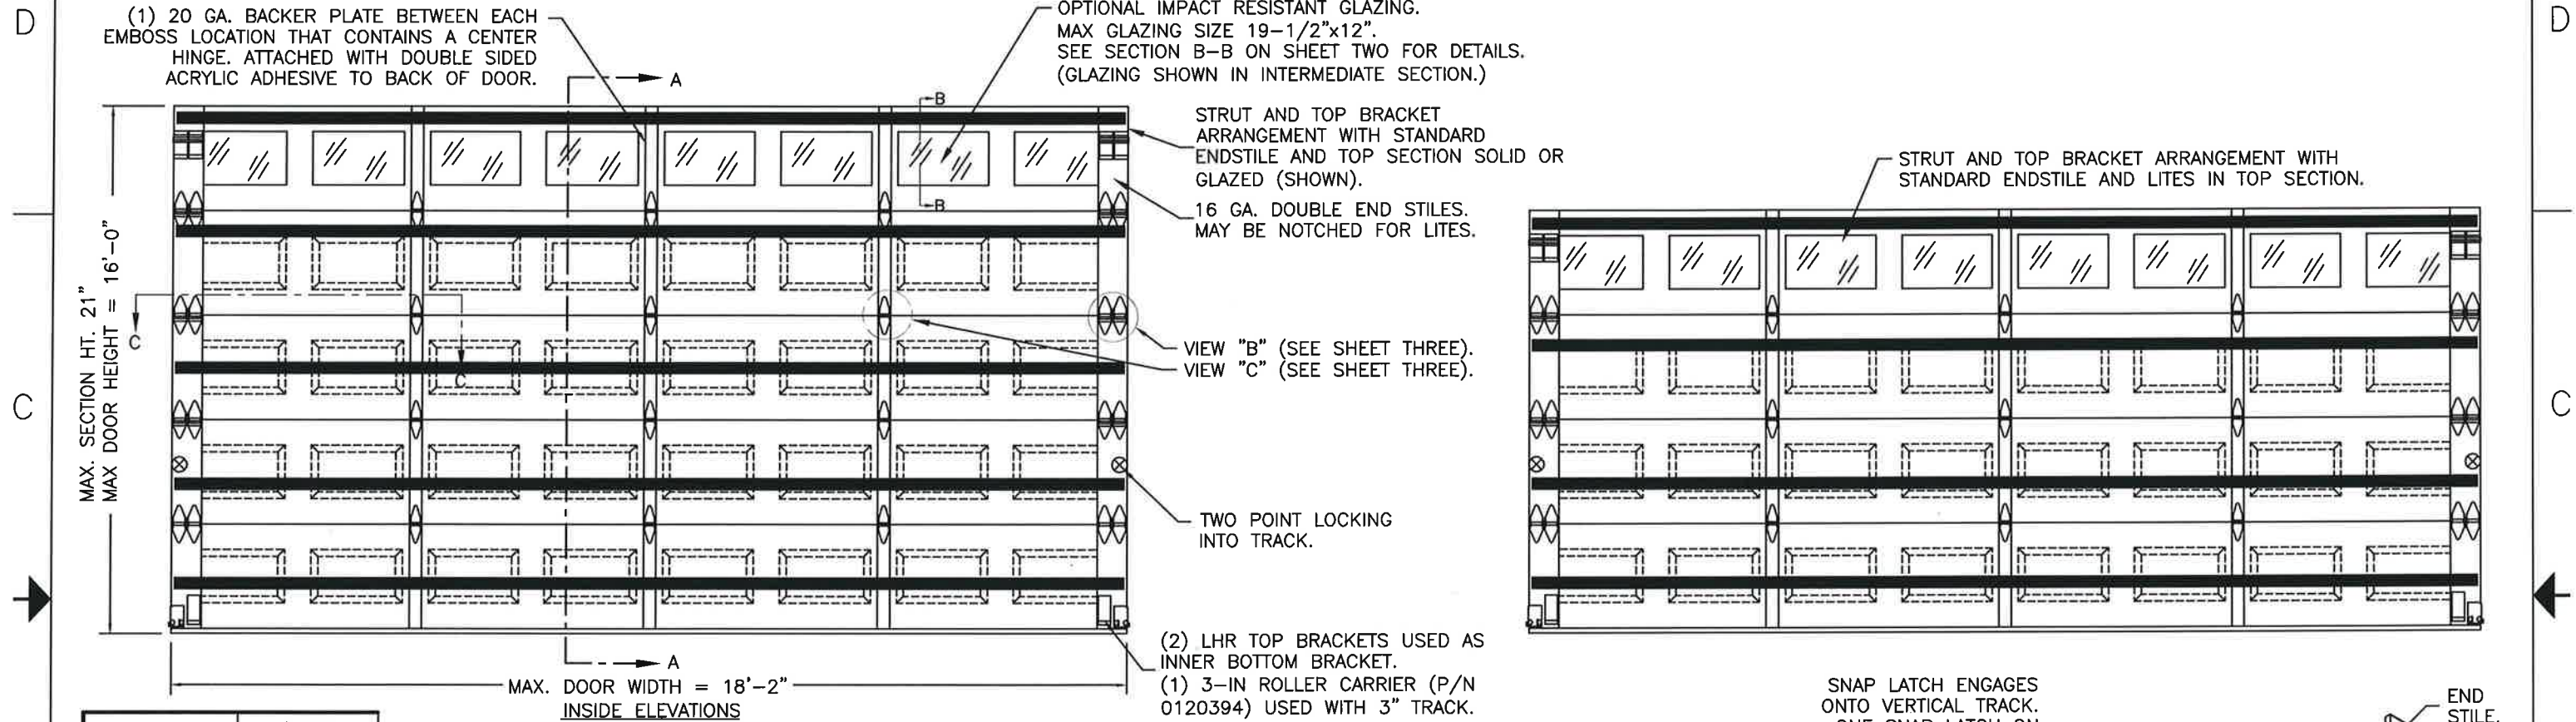 D
(1) 20 GA. BACKER PLATE BETWEEN EACH
EMBOSS LOCATION THAT CONTAINS A CENTER
HINGE. ATTACHED WITH DOUBLE SIDED
ACRYLIC ADHESIVE TO BACK OF DOOR.
A
OPTIONAL IMPACT RESISTANT GLAZING.
MAX GLAZING SIZE 19-1/2"x12".
SEE SECTION B-B ON SHEET TWO FOR DETAILS.
(GLAZING SHOWN IN INTERMEDIATE SECTION.)
D
B
STRUT AND TOP BRACKET
ARRANGEMENT WITH STANDARD
ENDSTILE AND TOP SECTION SOLID OR
GLAZED (SHOWN).
B
16 GA. DOUBLE END STILES.
MAY BE NOTCHED FOR LITES.
STRUT AND TOP BRACKET ARRANGEMENT WITH
STANDARD ENDSTILE AND LITES IN TOP SECTION.
MAX. SECTION HT. 21"
MAX DOOR HEIGHT = 16'-0"
C
C
C
VIEW "B" (SEE SHEET THREE).
VIEW "C" (SEE SHEET THREE).
C
TWO POINT LOCKING
INTO TRACK.
(2) LHR TOP BRACKETS USED AS
INNER BOTTOM BRACKET.
(1) 3-IN ROLLER CARRIER (P/N
0120394) USED WITH 3" TRACK.
A
MAX. DOOR WIDTH = 18'-2"
INSIDE ELEVATIONS
SNAP LATCH ENGAGES
ONTO VERTICAL TRACK.
ONE SNAP LATCH ON
END
STILE.